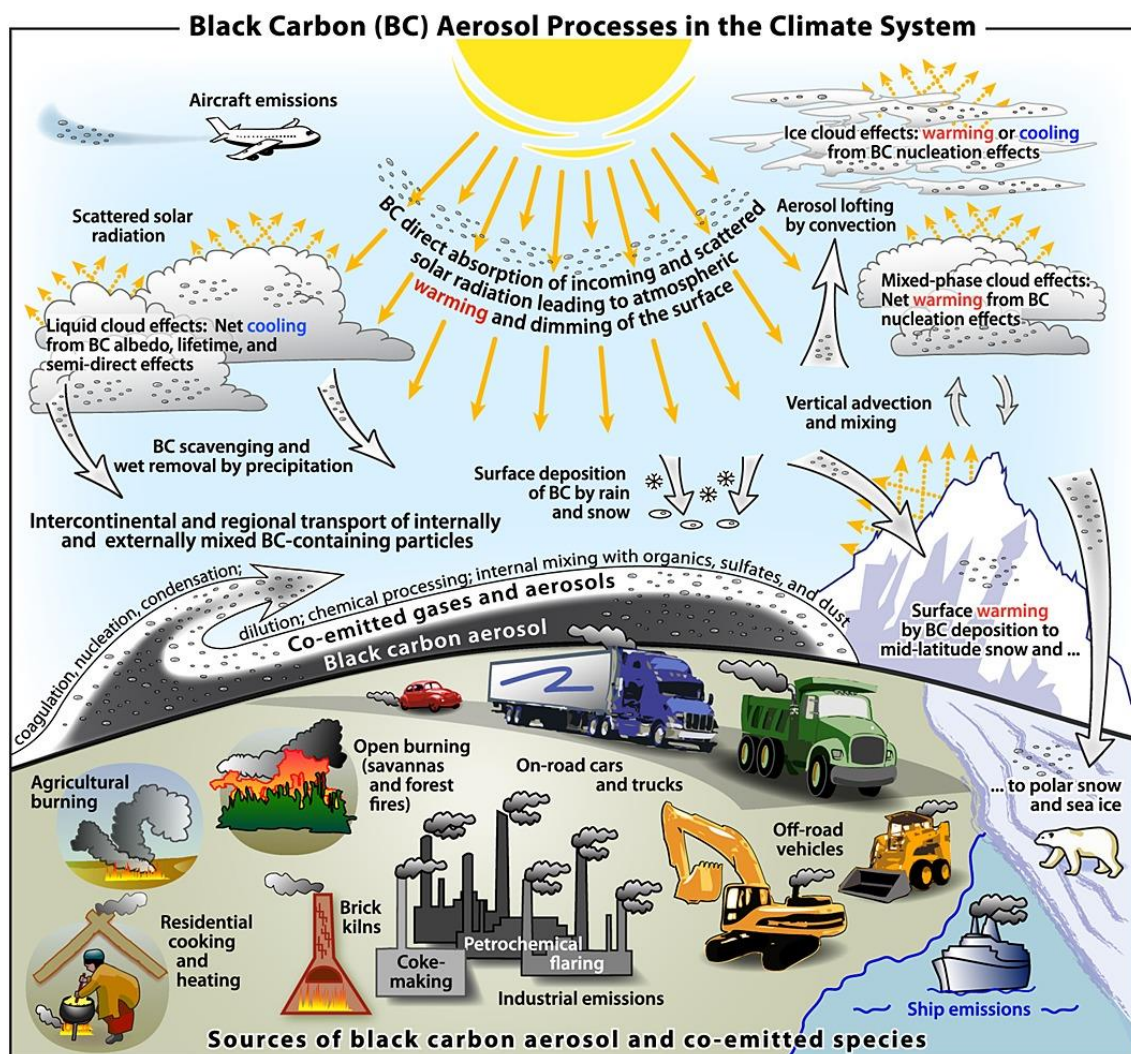 Black Carbon (BC) Aerosol Processes in the Climate System
Aircraft emissions
Ice cloud effects: warming or cooling
from BC nucleation effects
Scattered solar
radiation
BC direct absorption of incoming and scattered
solar radiation leading to atmospheric
warming and dimming of the surface
Aerosol lofting
by convection
Mixed-phase cloud effects:
Net warming from BC
nucleation effects
Liquid cloud effects: Net cooling
from BC albedo, lifetime, and
semi-direct effects
Vertical advection
and mixing
BC scavenging and
wet removal by precipitation
Surface deposition
of BC by rain
and snow
Intercontinental and regional transport of internally
and externally mixed BC-containing particles
coagulation, nucleation, condensation;
dilution; chemical processing; internal mixing with organics, sulfates, and dust
Co-emitted gases and aerosols
Black carbon aerosol
Surface warming
by BC deposition to
mid-latitude snow and ...
... to polar snow
and sea ice
Agricultural
burning
Open burning
(savannas
and forest
fires)
On-road cars
and trucks
Off-road
vehicles
Residential
cooking
and
heating
Brick
kilns
Coke-
making
Petrochemical
flaring
Industrial emissions
Ship emissions
Sources of black carbon aerosol and co-emitted species